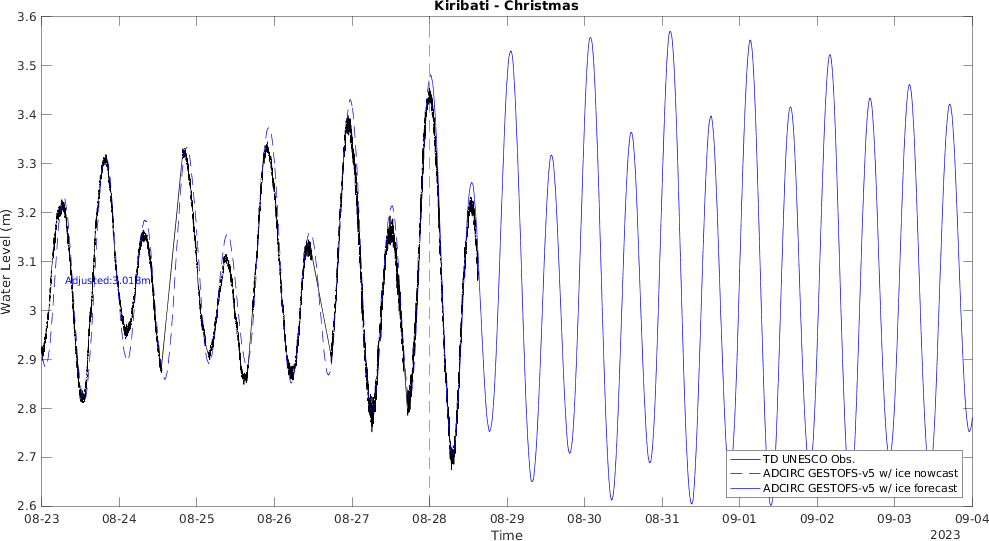 Kiribati - Christmas
3.6
3.5
3.4
3.3
3.2
3.1
3
2.9
2.8
2.7
2.6
Water Level (m)
Adjusted:3.018m
TD UNESCO Obs.
ADCIRC GESTOFS-v5 w/ ice nowcast
ADCIRC GESTOFS-v5 w/ ice forecast
08-23 08-24 08-25 08-26 08-27 08-28 08-29 08-30 08-31 09-01 09-02 09-03 09-04
Time
2023